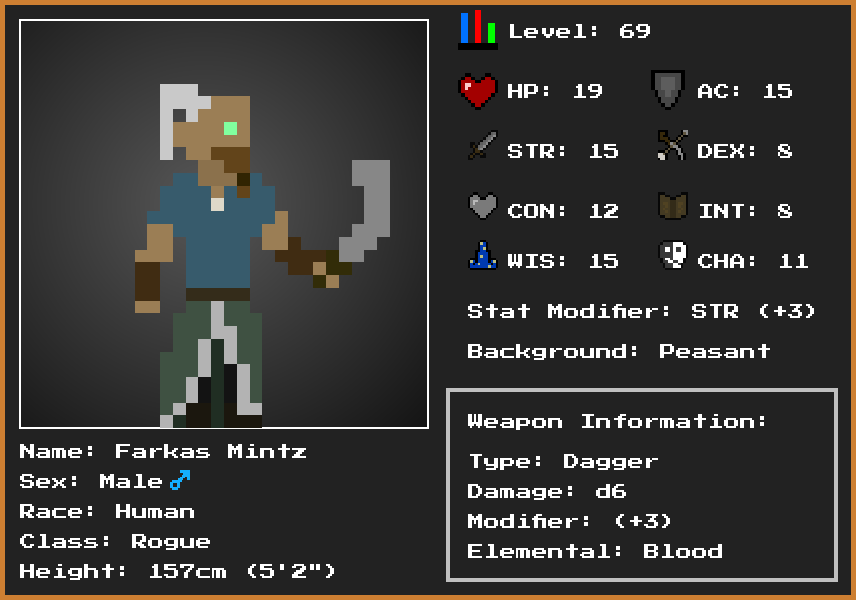 Level: 69
HP: 19
AC: 15
STR: 15
DEX: 8
CON: 12
INT: 8
WIS: 15
CHA: 11
Stat Modifier: STR (+3)
Background: Peasant
Weapon Information:
Type: Dagger
Damage: d6
Modifier: (+3)
Elemental: Blood
Name: Farkas Mintz
Sex: Male♂
Race: Human
Class: Rogue
Height: 157cm (5'2")